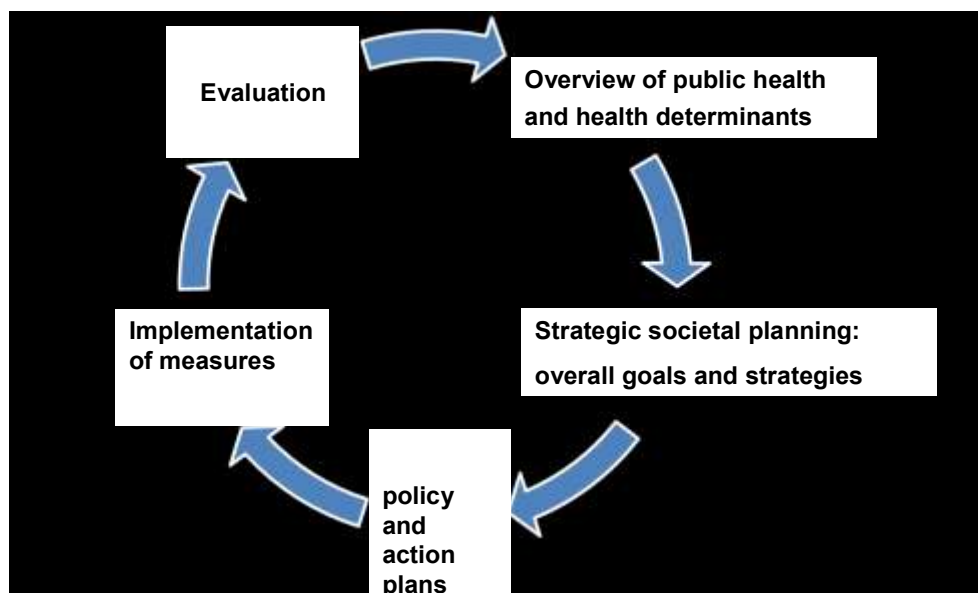 Evaluation
Overview of public health
and health determinants
Strategic societal planning:
overall goals and strategies
policy
and
action
plans
Implementation
of measures